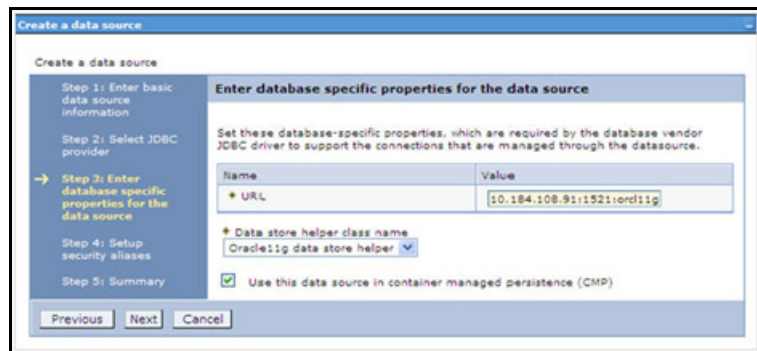 Create a data source
Create a data source
Step 1: Enter basic
data source
information
Step 2: Select JDBC
provider
Step 3: Enter
database specific
properties for the
data source
Step 4: Setup
security aliases
Step 5: Summary
Enter database specific properties for the data source
Set these database-specific properties, which are required by the database vendor
JDBC driver to support the connections that are managed through the datasource.
Name Value
URL 10.184.108.91:1521:orcl11g
Data store helper class name
Oracle11g data store helper
Use this data source in container managed persistence (CMP)
Previous Next Cancel